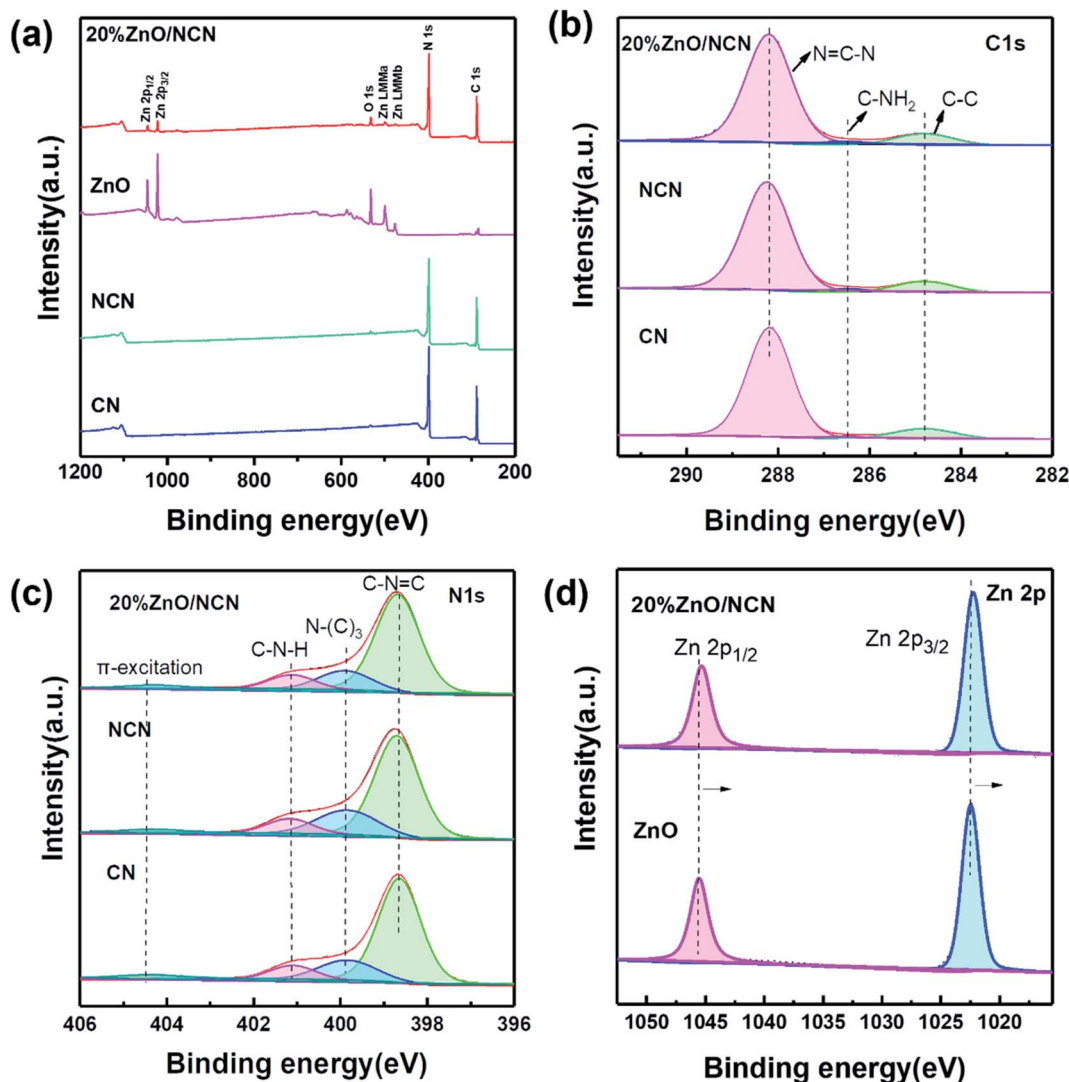 (a)
20%ZnO/NCN
Zn 2p1/2
Zn 2p3/2
O 1s
Zn LMMa
Zn LMMb
N 1s
C 1s
ZnO
NCN
CN
Intensity(a.u.)
1200 1000 800 600 400 200
Binding energy(eV)
(b)
20%ZnO/NCN
C1s
N=C-N
C-NH2
C-C
NCN
CN
Intensity(a.u.)
290 288 286 284 282
Binding energy(eV)
(c)
20%ZnO/NCN
C-N=C
N1s
N-(C)3
C-N-H
π-excitation
NCN
CN
Intensity(a.u.)
406 404 402 400 398 396
Binding energy(eV)
(d)
20%ZnO/NCN
Zn 2p
Zn 2p1/2
Zn 2p3/2
ZnO
Intensity(a.u.)
1050 1045 1040 1035 1030 1025 1020
Binding energy(eV)